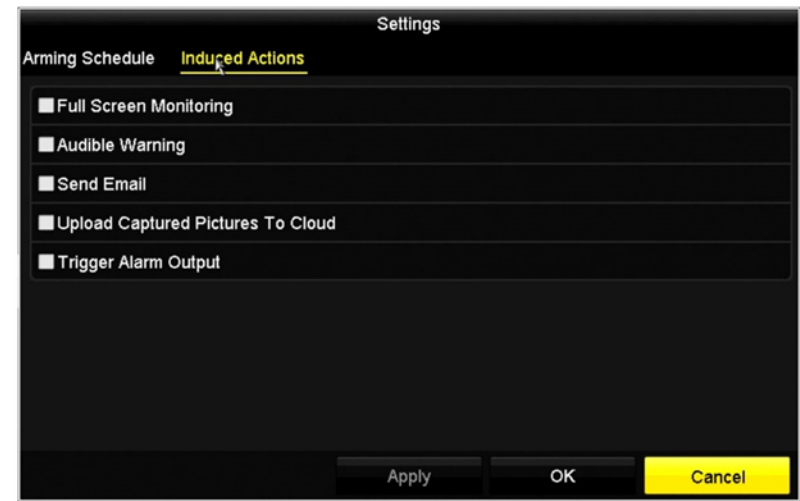 Settings
Arming Schedule Induced Actions
Full Screen Monitoring
Audible Warning
Send Email
Upload Captured Pictures To Cloud
Trigger Alarm Output
Apply OK Cancel